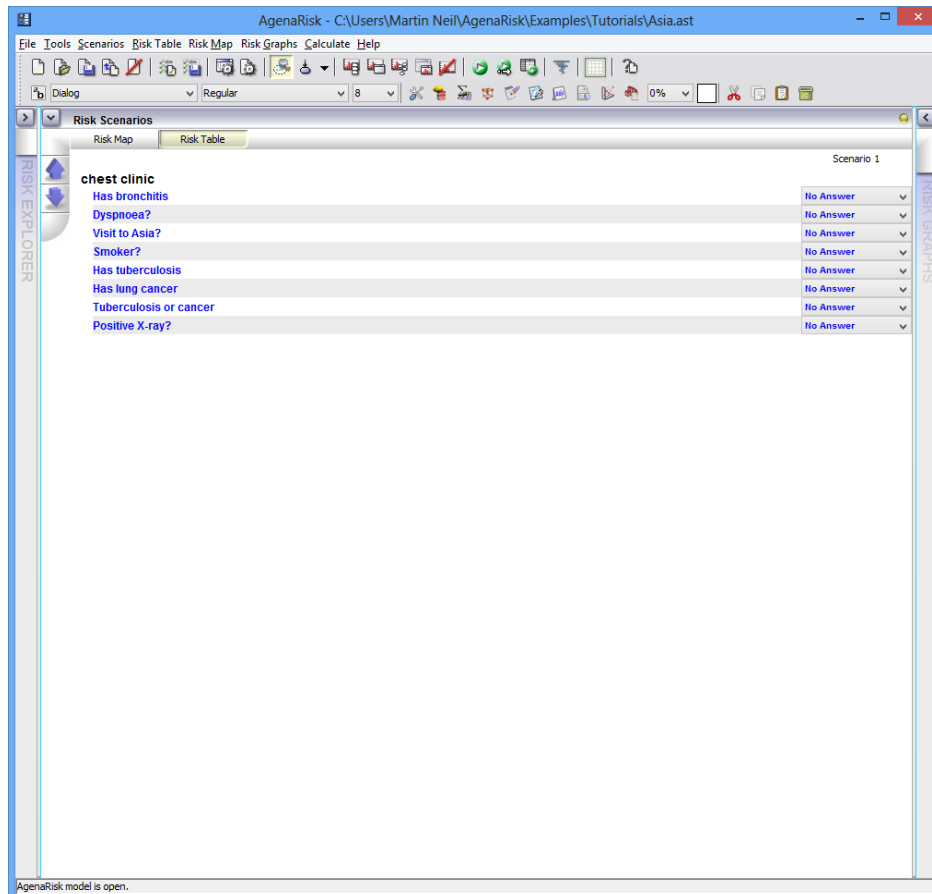 AgenaRisk - C:\Users\Martin Neil\AgenaRisk\Examples\Tutorials\Asia.ast
File Tools Scenarios Risk Table Risk Map Risk Graphs Calculate Help
Dialog Regular 8 0%
Risk Scenarios
Risk Map Risk Table
Scenario 1
RISK EXPLORER
RISK GRAPHS
chest clinic
Has bronchitis No Answer
Dyspnoea? No Answer
Visit to Asia? No Answer
Smoker? No Answer
Has tuberculosis No Answer
Has lung cancer No Answer
Tuberculosis or cancer No Answer
Positive X-ray? No Answer
AgenaRisk model is open.